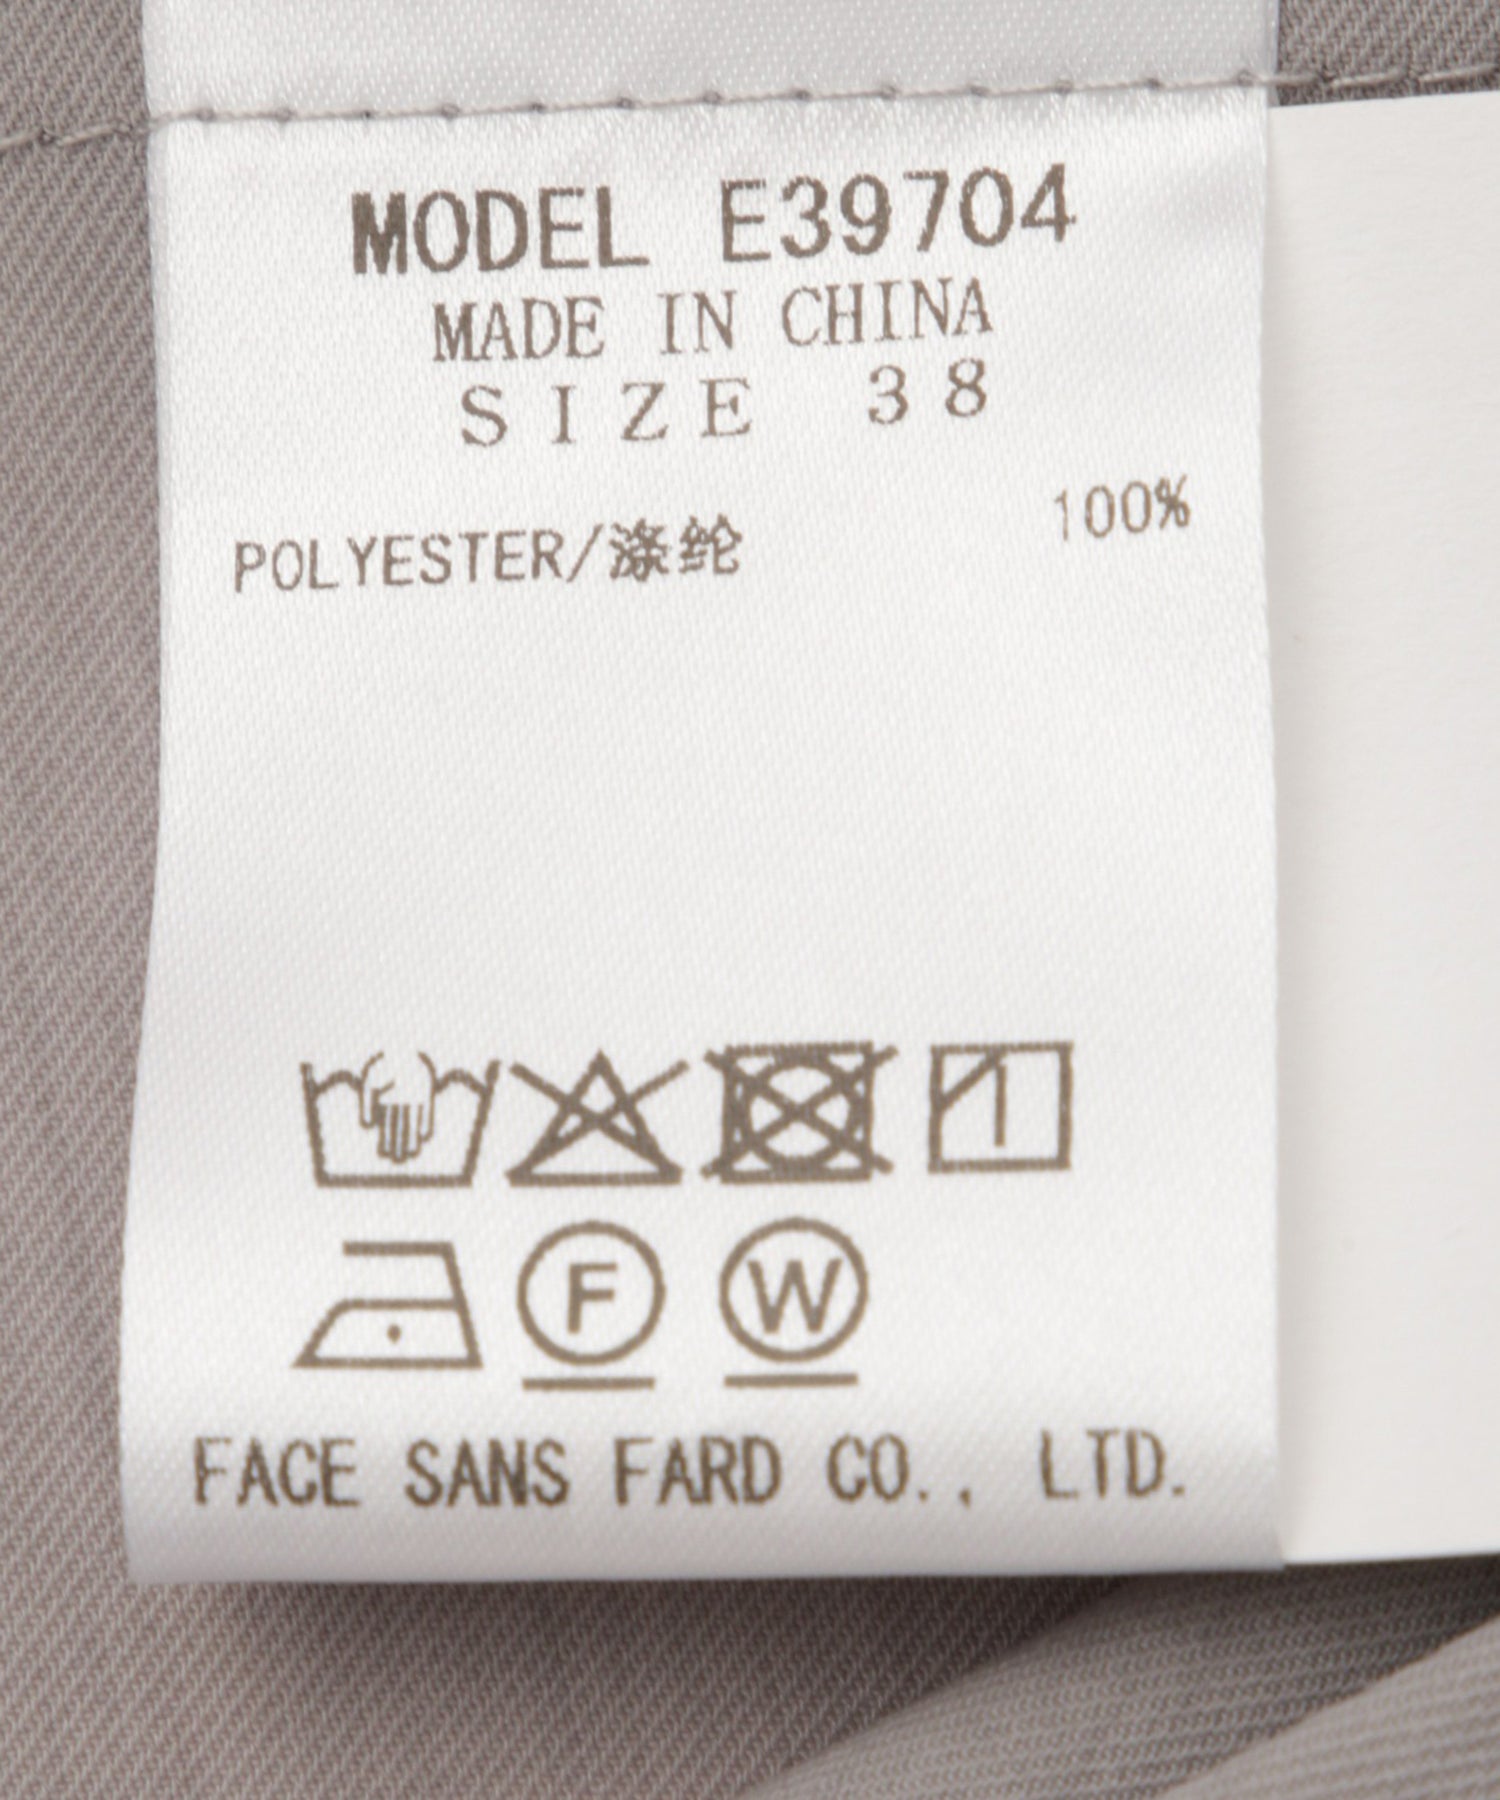 MODEL E39704
MADE IN CHINA
SIZE 38
POLYESTER/涤纶 100%
F W
FACE SANS FARD CO., LTD.